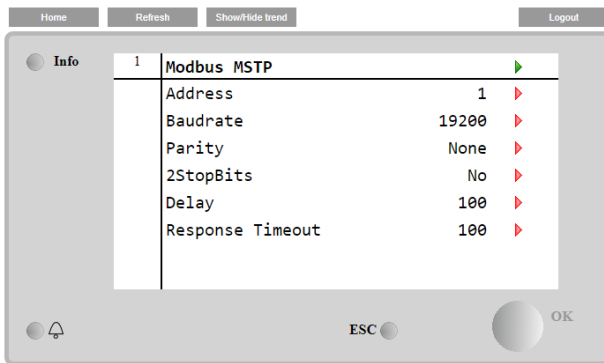 Home Refresh Show/Hide trend Logout
Info
1 Modbus MSTP
Address 1
Baudrate 19200
Parity None
2StopBits No
Delay 100
Response Timeout 100
ESC OK